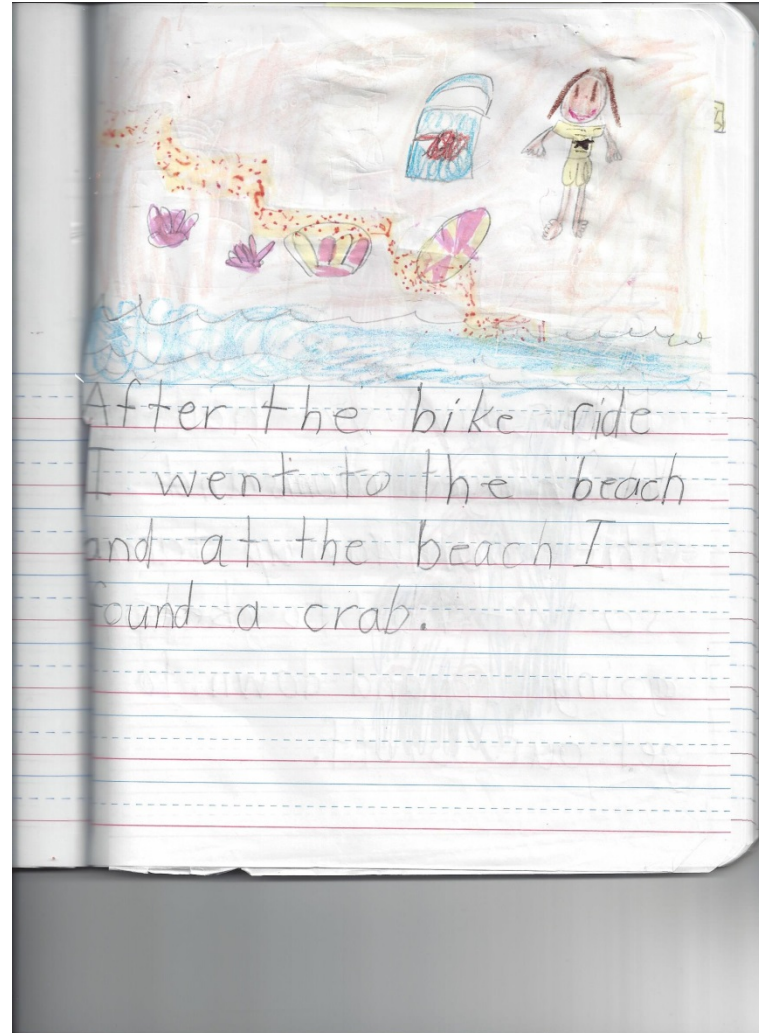 After the bike ride
I went to the beach
and at the beach I
found a crab.